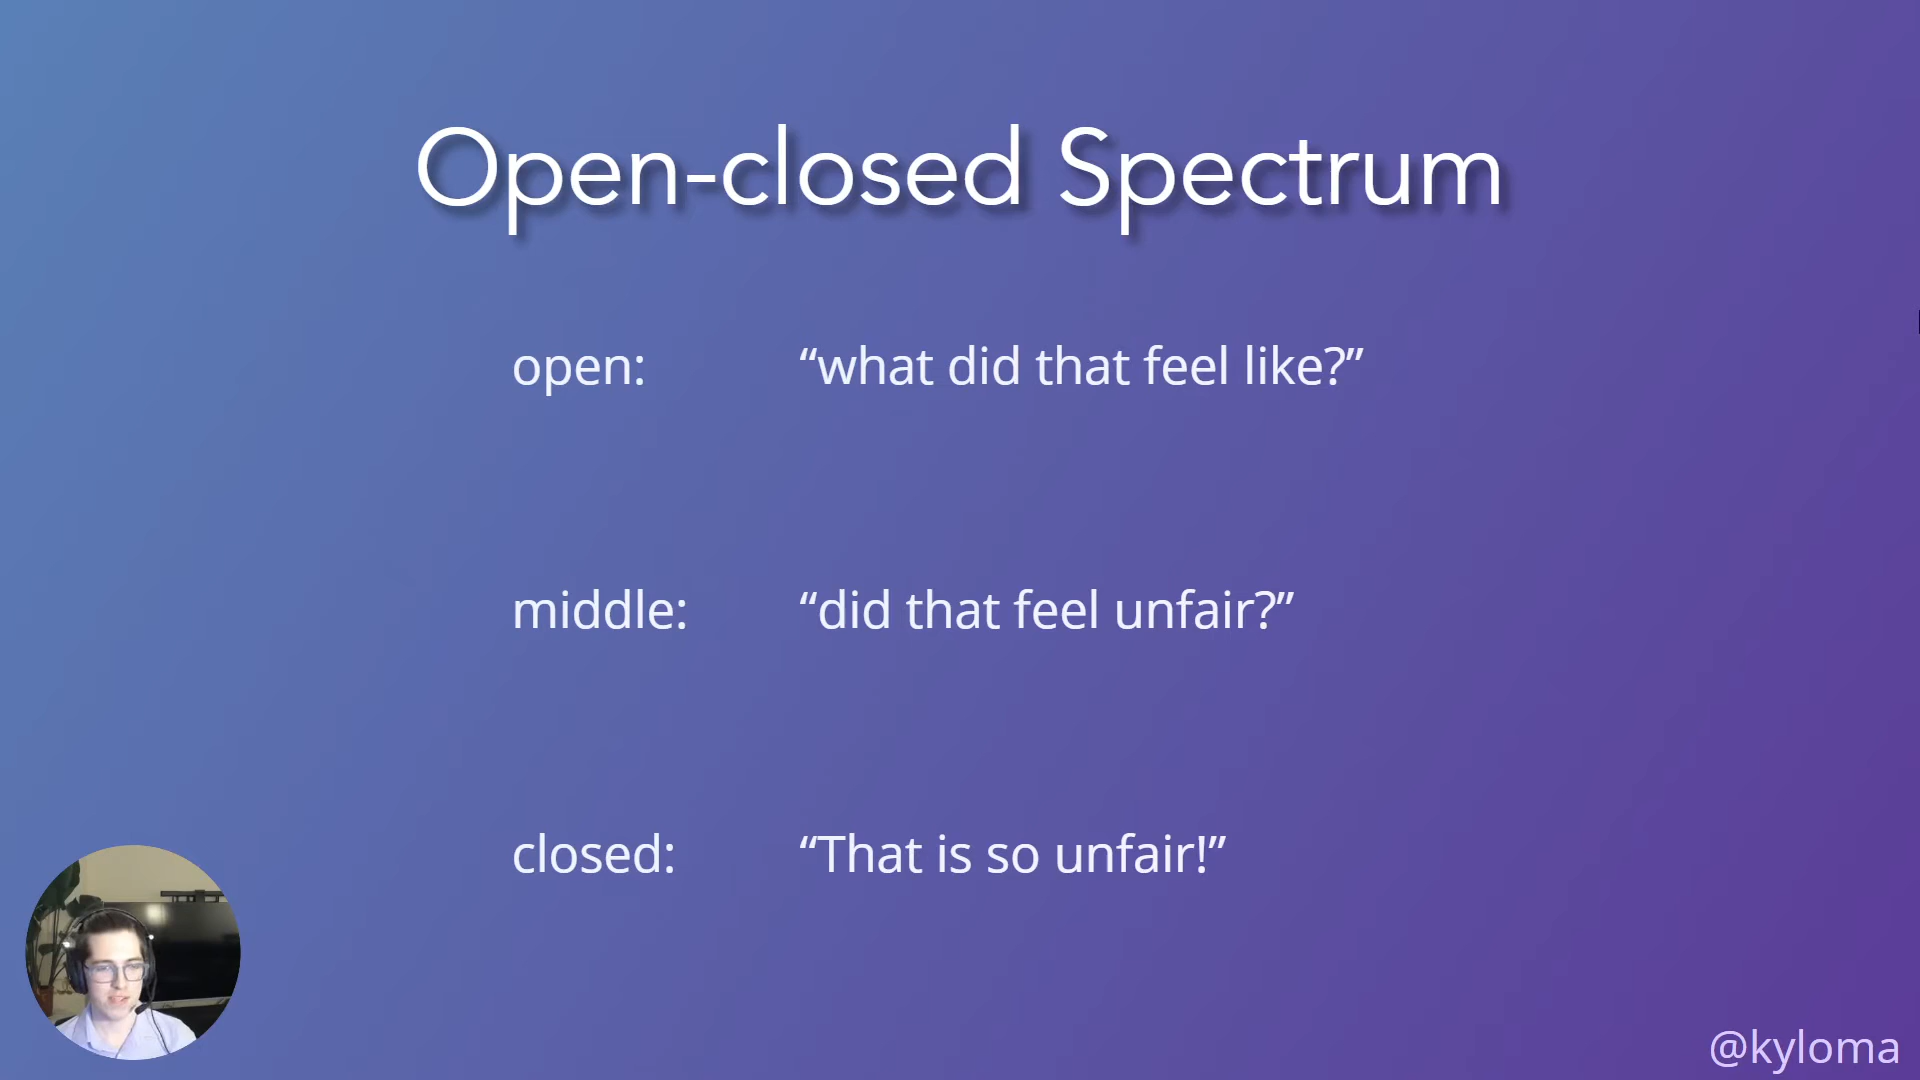 Open-closed Spectrum
open: “what did that feel like?”
middle: “did that feel unfair?”
closed: “That is so unfair!”
@kyloma